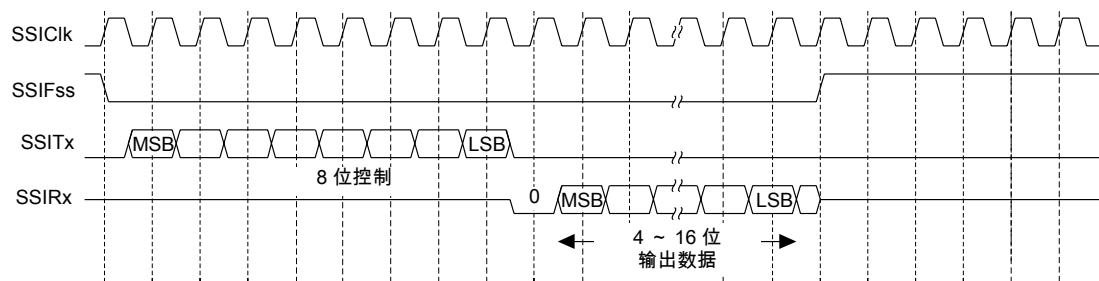 SSIClk
SSIFss
SSITx
MSB
LSB
8 位控制
SSIRx
0
MSB
LSB
4 ~ 16 位
输出数据